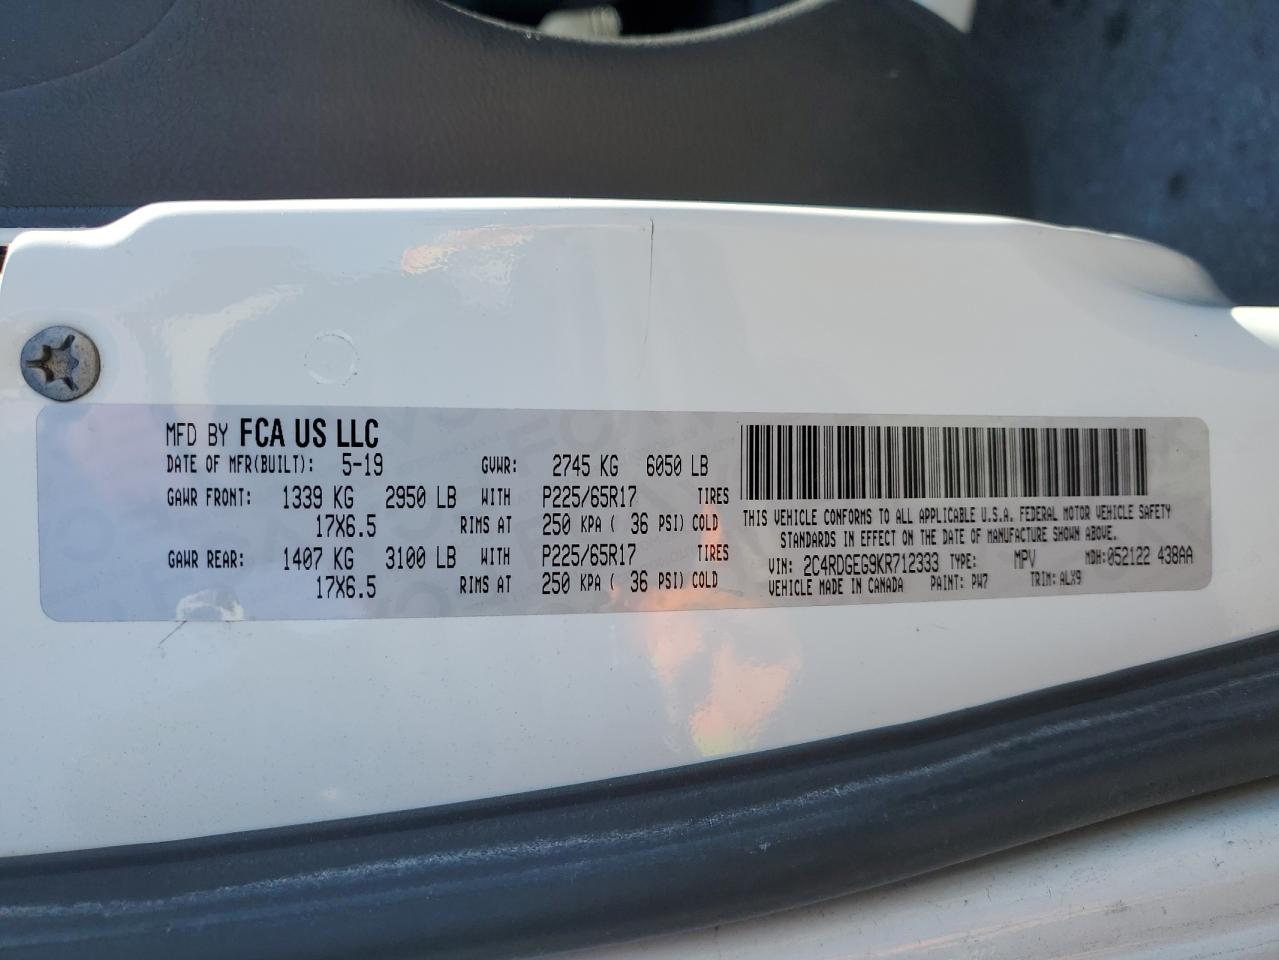 MFD BY FCA US LLC
DATE OF MFR(BUILT): 5-19 GVWR: 2745 KG 6050 LB
GAWR FRONT: 1339 KG 2950 LB WITH P225/65R17 TIRES
17X6.5 RIMS AT 250 KPA ( 36 PSI) COLD
GAWR REAR: 1407 KG 3100 LB WITH P225/65R17 TIRES
17X6.5 RIMS AT 250 KPA ( 36 PSI) COLD
THIS VEHICLE CONFORMS TO ALL APPLICABLE U.S.A. FEDERAL MOTOR VEHICLE SAFETY
STANDARDS IN EFFECT ON THE DATE OF MANUFACTURE SHOWN ABOVE.
VIN: 2C4RDGEG9KR712333 TYPE: MPV MDH: 052122 438AA
VEHICLE MADE IN CANADA PAINT: PW7 TRIM: ALX9